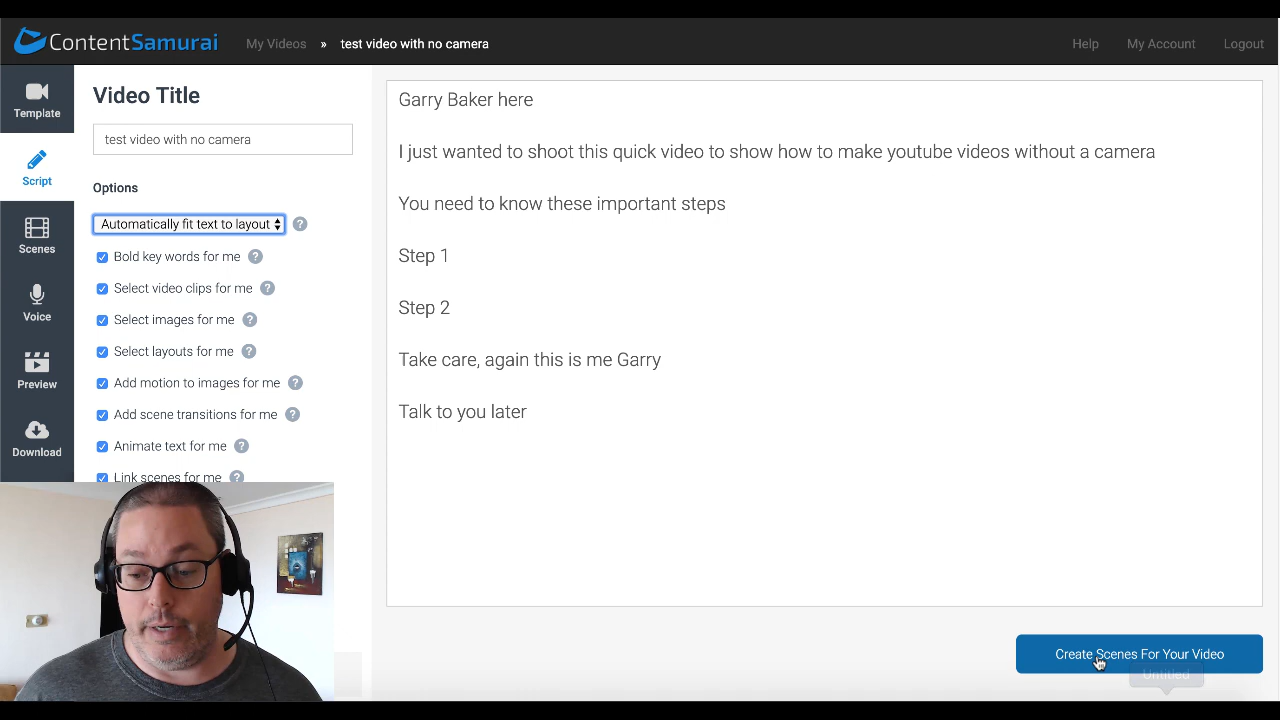 ContentSamurai
My Videos » test video with no camera
Help
My Account
Logout
Template
Script
Scenes
Voice
Preview
Download
Video Title
test video with no camera
Options
Automatically fit text to layout
?
Bold key words for me ?
Select video clips for me ?
Select images for me ?
Select layouts for me ?
Add motion to images for me ?
Add scene transitions for me ?
Animate text for me ?
Link scenes for me ?
Garry Baker here
I just wanted to shoot this quick video to show how to make youtube videos without a camera
You need to know these important steps
Step 1
Step 2
Take care, again this is me Garry
Talk to you later
Create Scenes For Your Video
Untitled